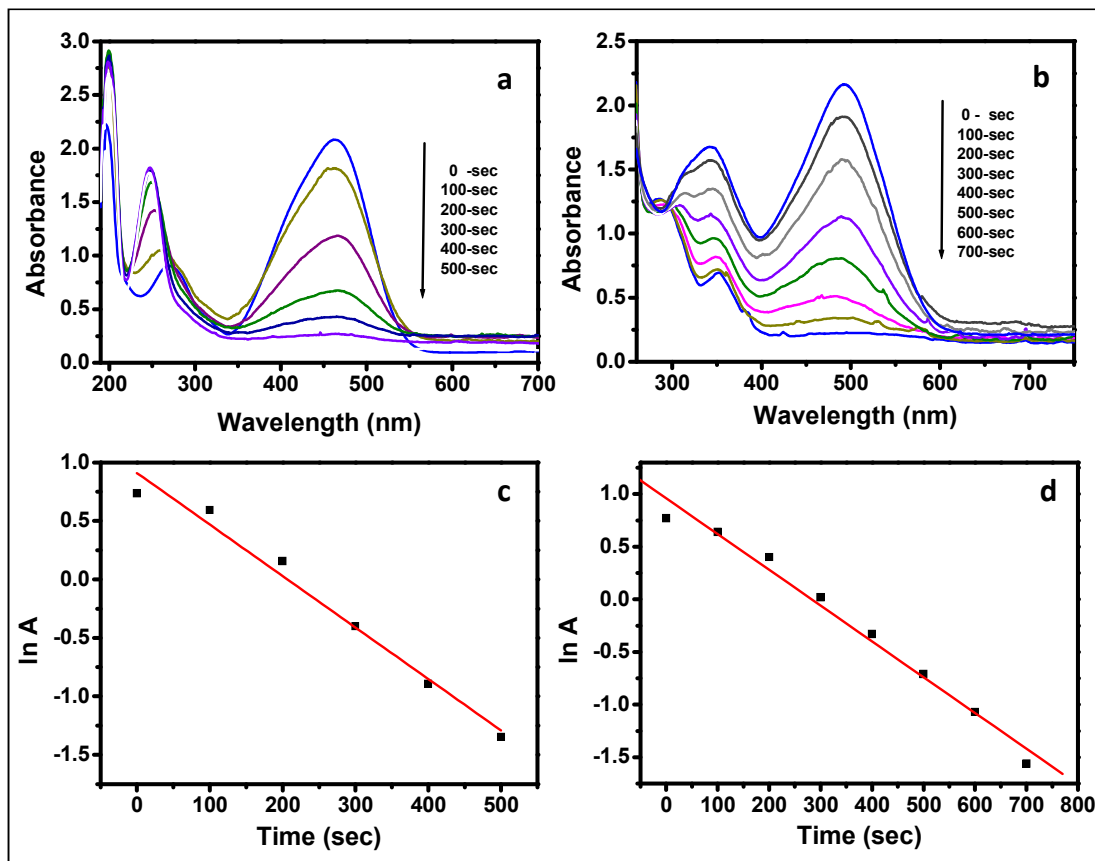 a
3.0
2.5
2.0
1.5
1.0
0.5
0.0
Absorbance
0 -sec
100-sec
200-sec
300-sec
400-sec
500-sec
200 300 400 500 600 700
Wavelength (nm)
b
2.5
2.0
1.5
1.0
0.5
0.0
Absorbance
0 - sec
100-sec
200-sec
300-sec
400-sec
500-sec
600-sec
700-sec
300 400 500 600 700
Wavelength (nm)
c
1.0
0.5
0.0
-0.5
-1.0
-1.5
ln A
0 100 200 300 400 500
Time (sec)
d
1.0
0.5
0.0
-0.5
-1.0
-1.5
ln A
0 100 200 300 400 500 600 700 800
Time (sec)